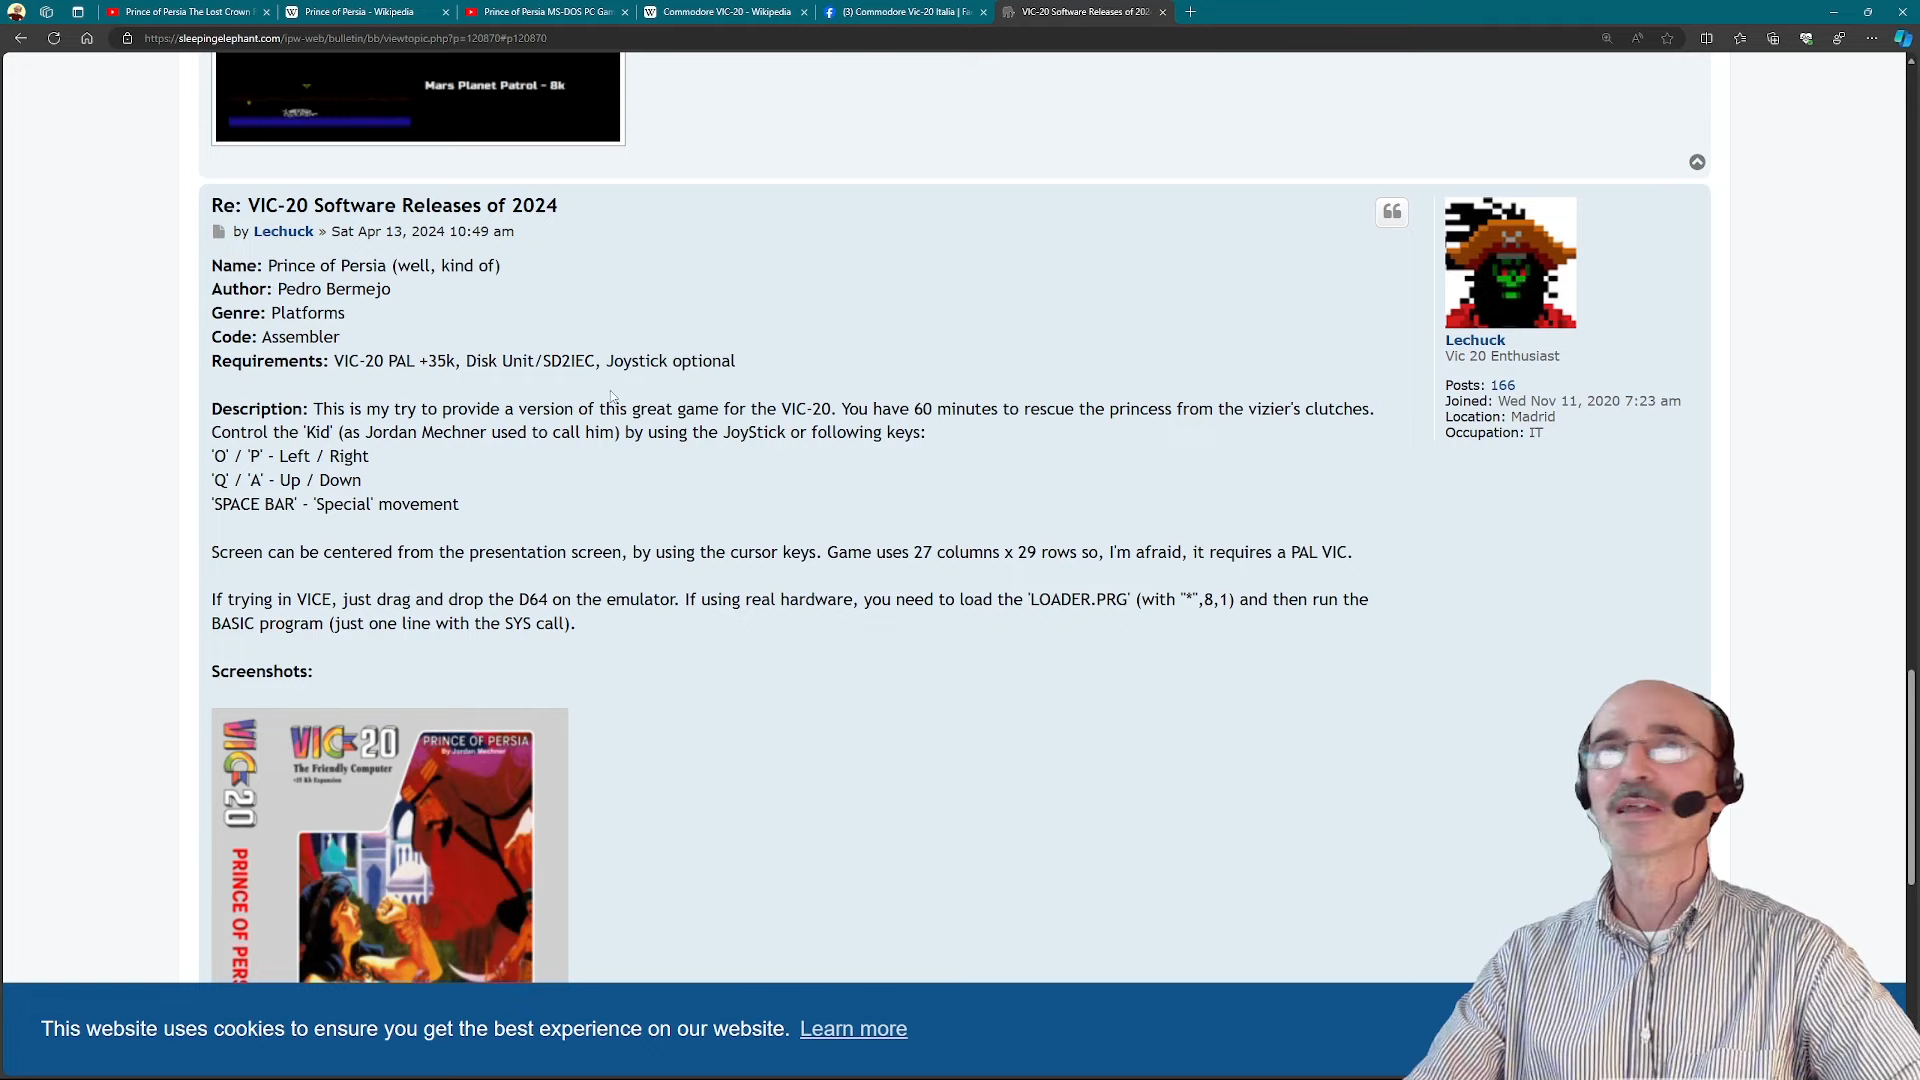 Prince of Persia The Lost Crown
Prince of Persia - Wikipedia
Prince of Persia MS-DOS PC Gam
Commodore VIC-20 - Wikipedia
(3) Commodore Vic-20 Italia | Fa
VIC-20 Software Releases of 202
https://sleepingelephant.com/ipw-web/bulletin/bb/viewtopic.php?p=120870#p120870
Mars Planet Patrol - 8k
Re: VIC-20 Software Releases of 2024
by Lechuck » Sat Apr 13, 2024 10:49 am
Name: Prince of Persia (well, kind of)
Author: Pedro Bermejo
Genre: Platforms
Code: Assembler
Requirements: VIC-20 PAL +35k, Disk Unit/SD2IEC, Joystick optional
Description: This is my try to provide a version of this great game for the VIC-20. You have 60 minutes to rescue the princess from the vizier's clutches.
Control the 'Kid' (as Jordan Mechner used to call him) by using the JoyStick or following keys:
'O' / 'P' - Left / Right
'Q' / 'A' - Up / Down
'SPACE BAR' - 'Special' movement
Screen can be centered from the presentation screen, by using the cursor keys. Game uses 27 columns x 29 rows so, I'm afraid, it requires a PAL VIC.
If trying in VICE, just drag and drop the D64 on the emulator. If using real hardware, you need to load the 'LOADER.PRG' (with "*",8,1) and then run the
BASIC program (just one line with the SYS call).
Screenshots:
Lechuck
Vic 20 Enthusiast
Posts: 166
Joined: Wed Nov 11, 2020 7:23 am
Location: Madrid
Occupation: IT
VIC-20
PRINCE OF PERS
VIC-20
The Friendly Computer
PRINCE OF PERSIA
By Jordan Mechner
This website uses cookies to ensure you get the best experience on our website. Learn more